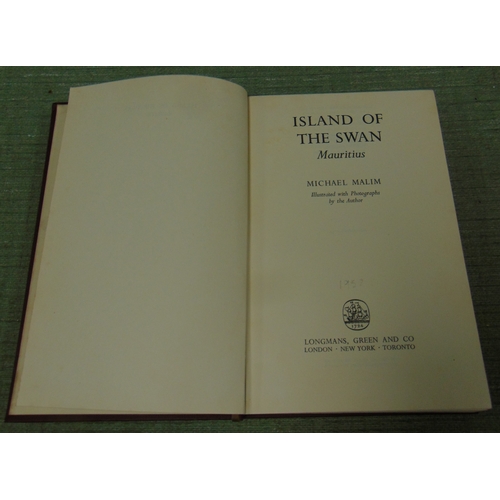 ISLAND OF
THE SWAN
Mauritius
MICHAEL MALIM
Illustrated with Photographs
by the Author
LONGMANS, GREEN AND CO
LONDON · NEW YORK · TORONTO